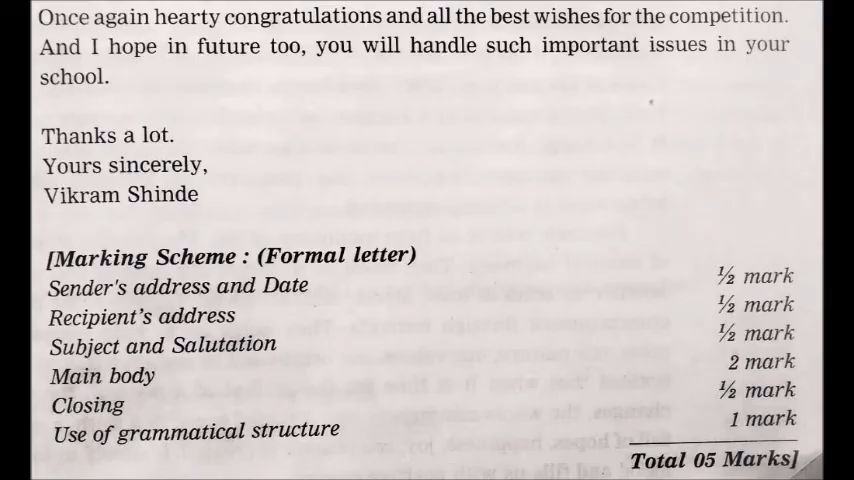 Once again hearty congratulations and all the best wishes for the competition.
And I hope in future too, you will handle such important issues in your
school.
Thanks a lot.
Yours sincerely,
Vikram Shinde
[Marking Scheme : (Formal letter)
Sender's address and Date ½ mark
Recipient's address ½ mark
Subject and Salutation ½ mark
Main body 2 mark
Closing ½ mark
Use of grammatical structure 1 mark
Total 05 Marks]